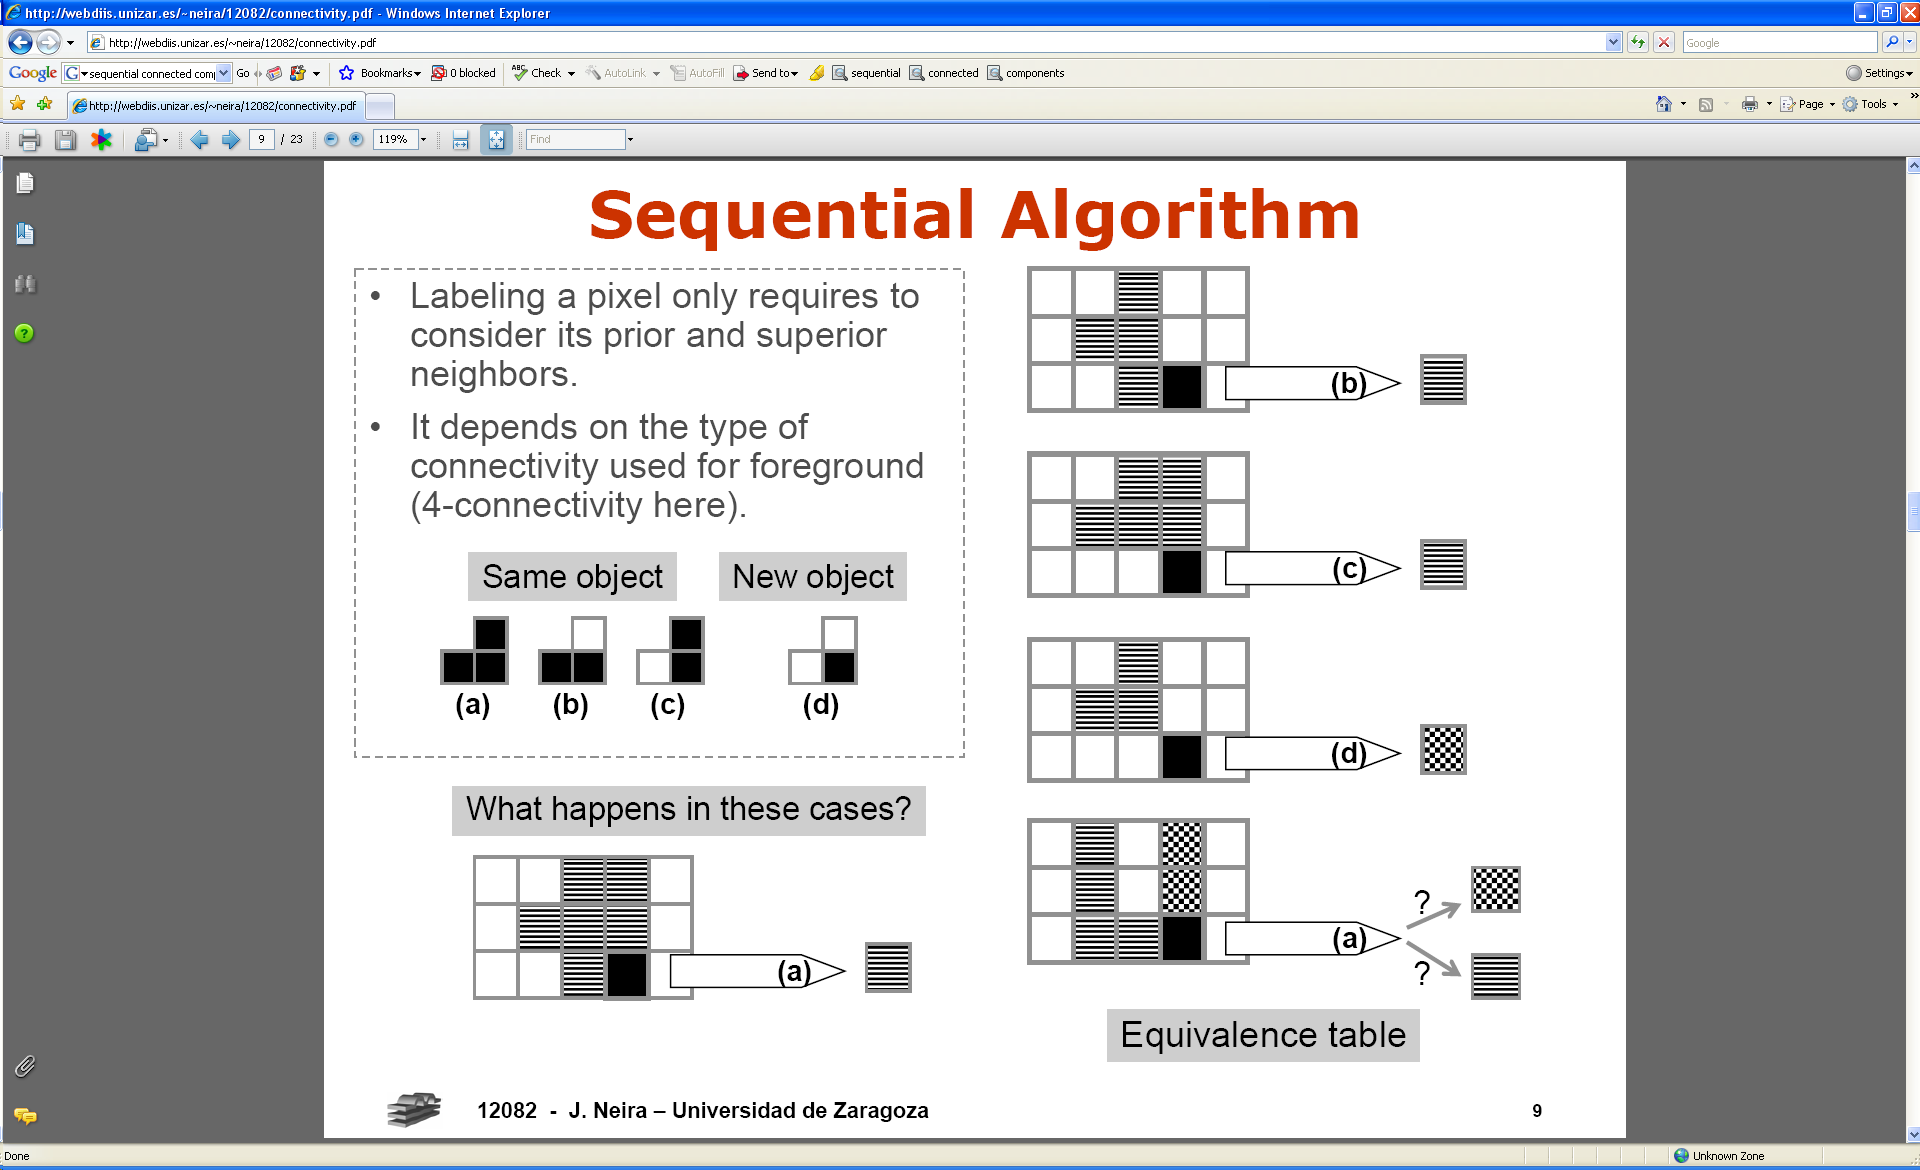 http://webdiis.unizar.es/~neira/12082/connectivity.pdf - Windows Internet Explorer
http://webdiis.unizar.es/~neira/12082/connectivity.pdf
Google
Google
sequential connected comp
Go
Bookmarks
0 blocked
ABC
Check
AutoLink
AutoFill
Send to
sequential
connected
components
Settings
http://webdiis.unizar.es/~neira/12082/connectivity.pdf
Page
Tools
9 / 23
119%
Find
Sequential Algorithm
• Labeling a pixel only requires to
consider its prior and superior
neighbors.
• It depends on the type of
connectivity used for foreground
(4-connectivity here).
Same object
New object
(a) (b) (c) (d)
What happens in these cases?
(a)
(b)
(c)
(d)
(a)
?
?
Equivalence table
12082 - J. Neira – Universidad de Zaragoza
9
Done
Unknown Zone